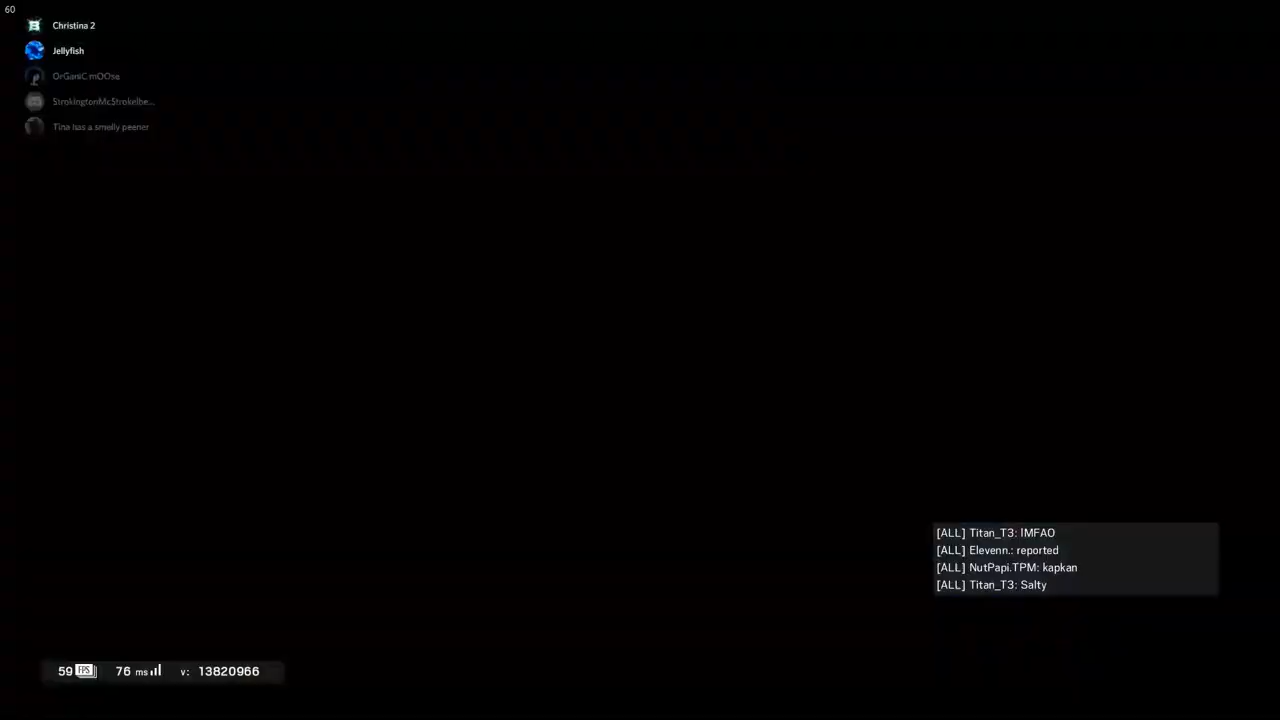 60
Christina 2
Jellyfish
OrGaniC mOOse
StrokingtonMcStrokelbe...
Tina has a smelly peener
[ALL] Titan_T3: lMFAO
[ALL] Elevenn.: reported
[ALL] NutPapi.TPM: kapkan
[ALL] Titan_T3: Salty
59 FPS 76 ms v: 13820966